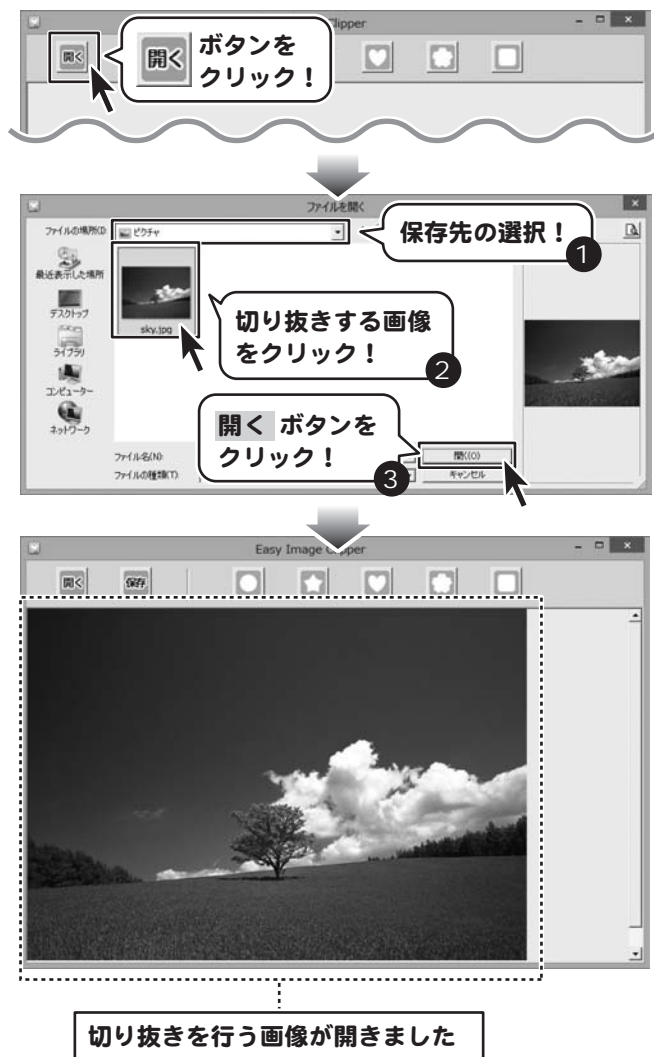 Clipper
開く
開く ボタンを
クリック！
ファイルを開く
ファイルの場所(I):
ピクチャ
保存先の選択！
1
最近表示した場所
デスクトップ
ライブラリ
コンピューター
ネットワーク
sky.jpg
切り抜きする画像
をクリック！
2
開く ボタンを
クリック！
3
ファイル名(N):
ファイルの種類(T):
開く(O)
キャンセル
Easy Image Clipper
開く
保存
切り抜きを行う画像が開きました